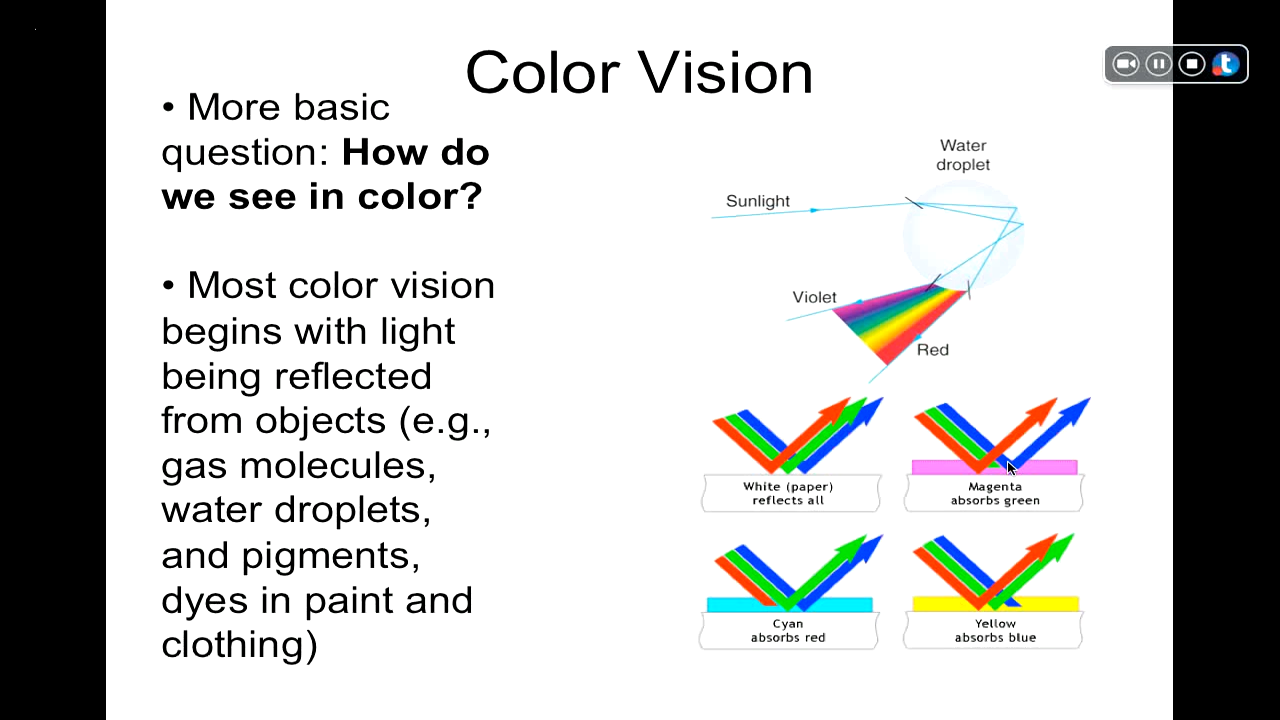 Color Vision
• More basic
question: How do
we see in color?
• Most color vision
begins with light
being reflected
from objects (e.g.,
gas molecules,
water droplets,
and pigments,
dyes in paint and
clothing)
Water
droplet
Sunlight
Violet
Red
White (paper)
reflects all
Magenta
absorbs green
Cyan
absorbs red
Yellow
absorbs blue
t